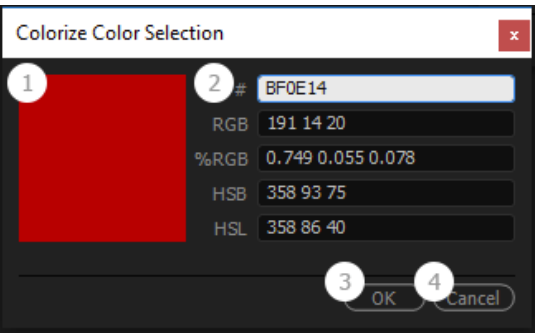 Colorize Color Selection x
1
2 # BF0E14
RGB 191 14 20
%RGB 0.749 0.055 0.078
HSB 358 93 75
HSL 358 86 40
3 OK 4 Cancel